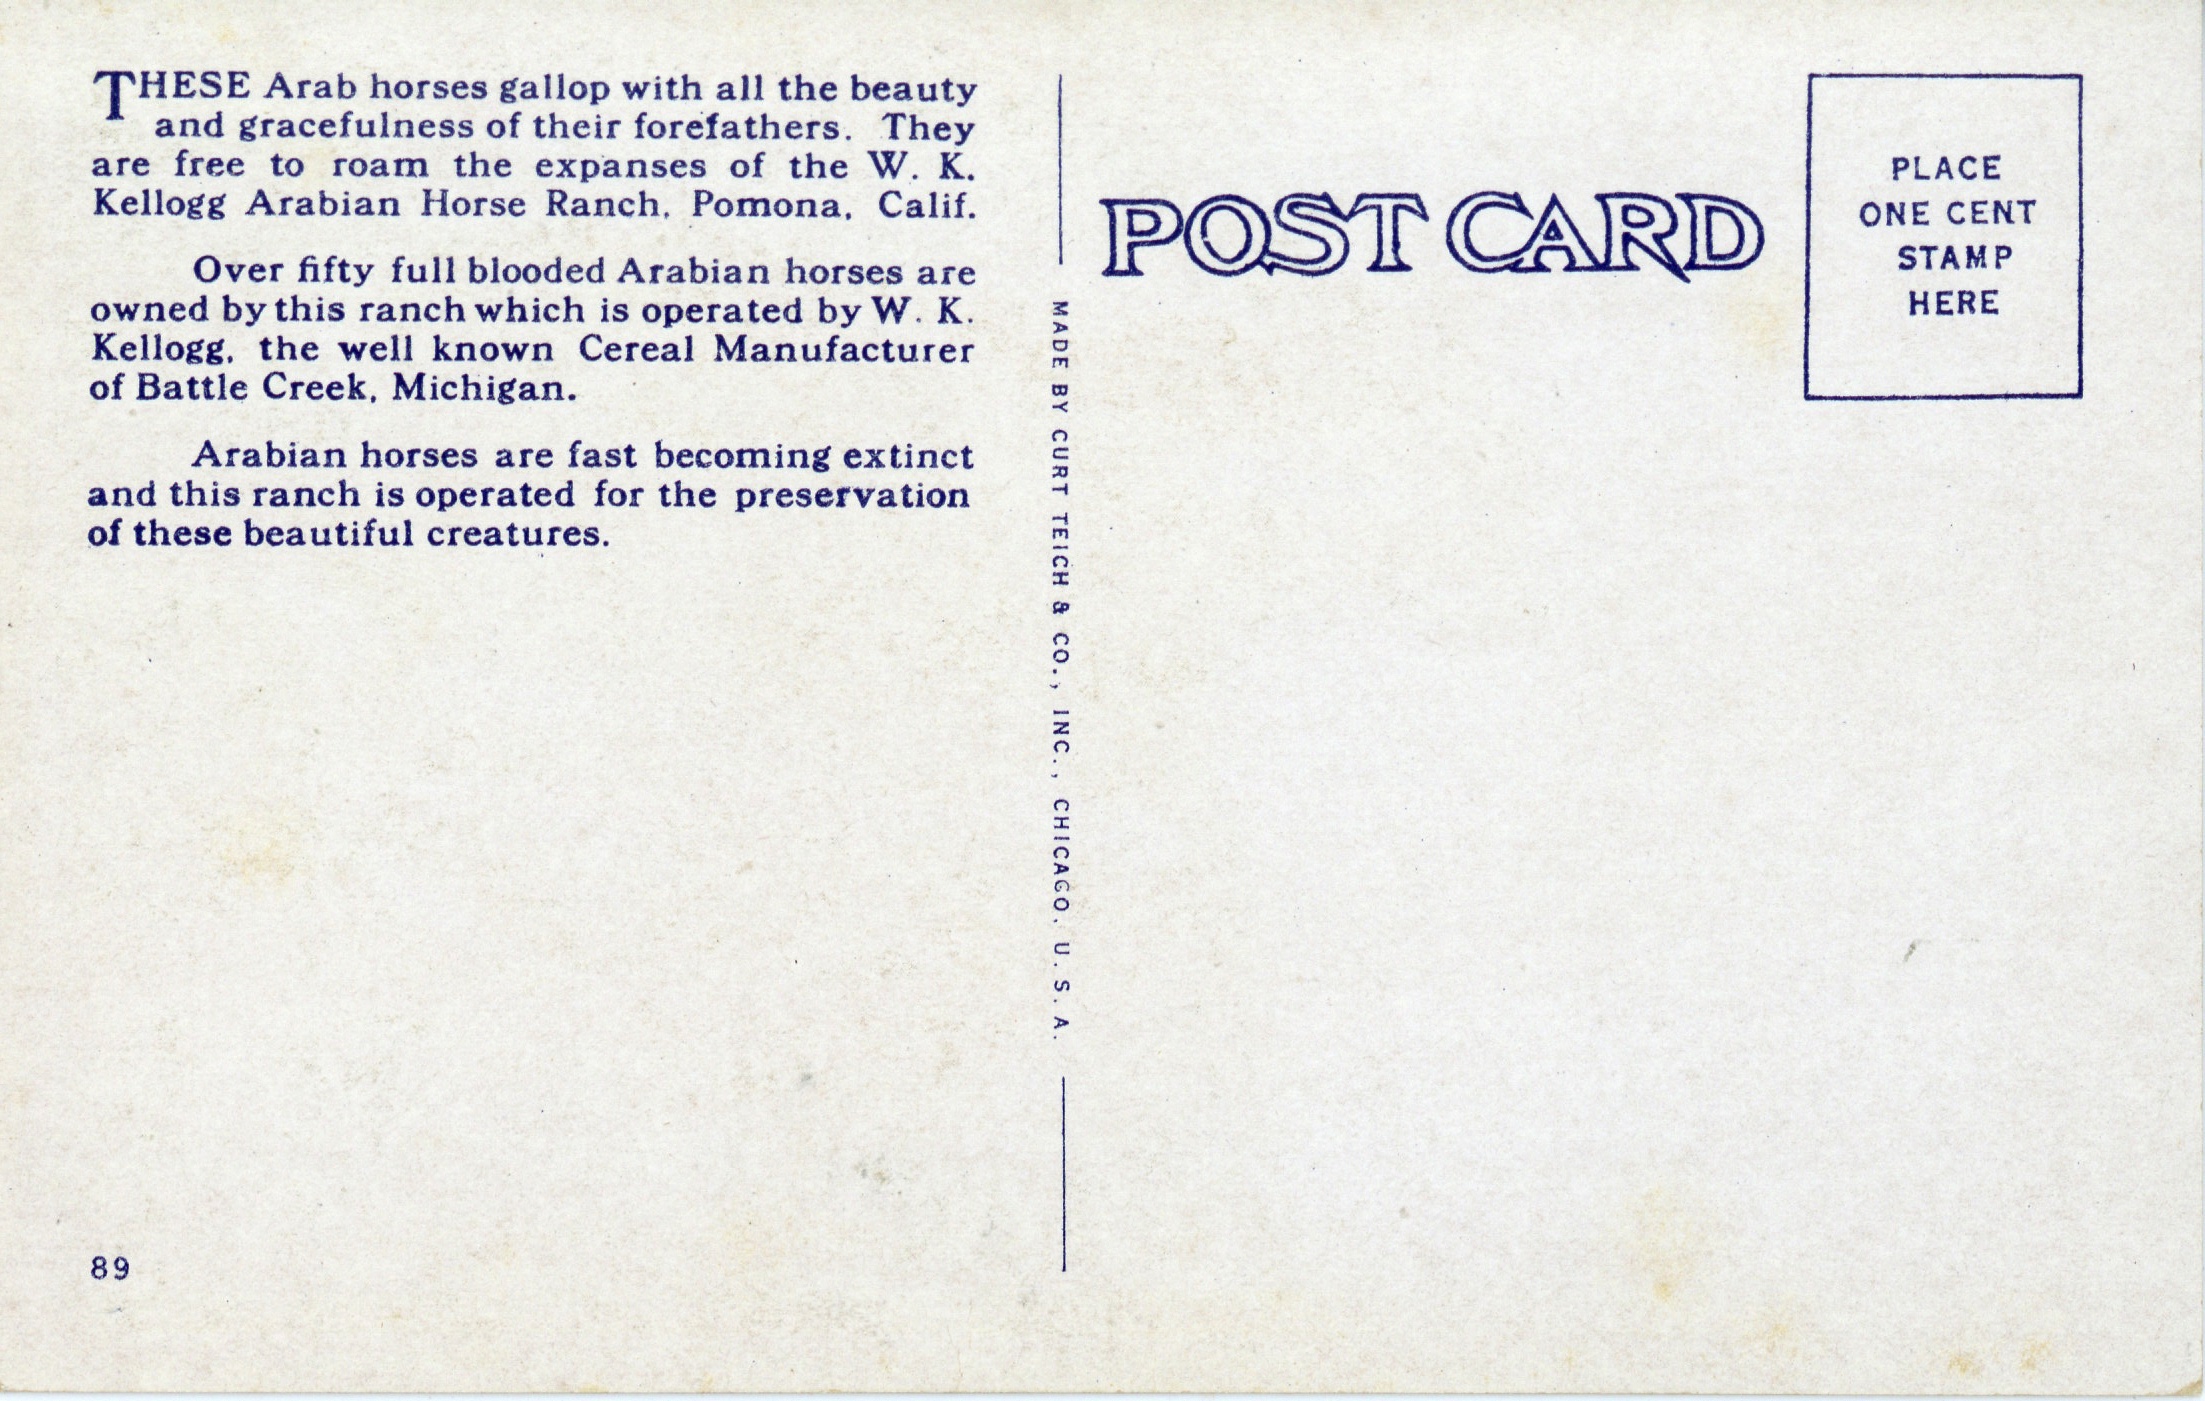 THESE Arab horses gallop with all the beauty
and gracefulness of their forefathers. They
are free to roam the expanses of the W. K.
Kellogg Arabian Horse Ranch, Pomona, Calif.
Over fifty full blooded Arabian horses are
owned by this ranch which is operated by W. K.
Kellogg, the well known Cereal Manufacturer
of Battle Creek, Michigan.
Arabian horses are fast becoming extinct
and this ranch is operated for the preservation
of these beautiful creatures.
89
MADE BY CURT TEICH & CO., INC., CHICAGO. U. S. A.
POST CARD
PLACE
ONE CENT
STAMP
HERE